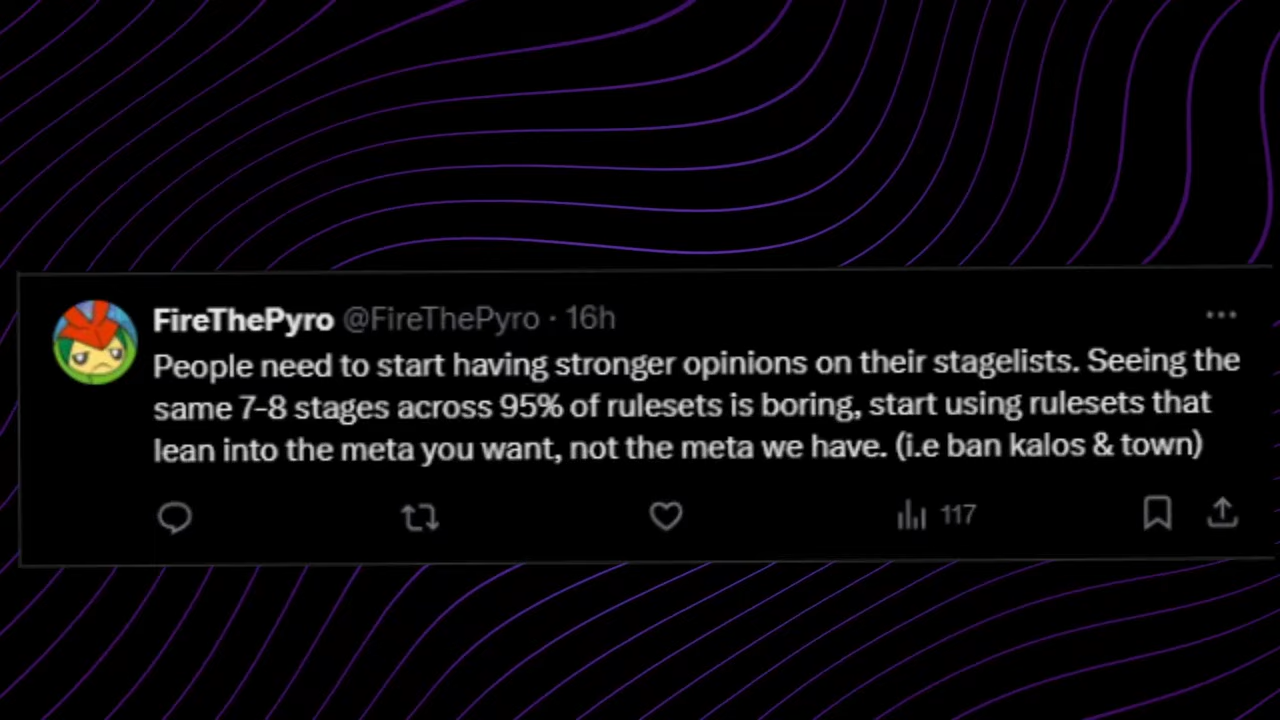 FireThePyro @FireThePyro · 16h
People need to start having stronger opinions on their stagelists. Seeing the
same 7-8 stages across 95% of rulesets is boring, start using rulesets that
lean into the meta you want, not the meta we have. (i.e ban kalos & town)
117